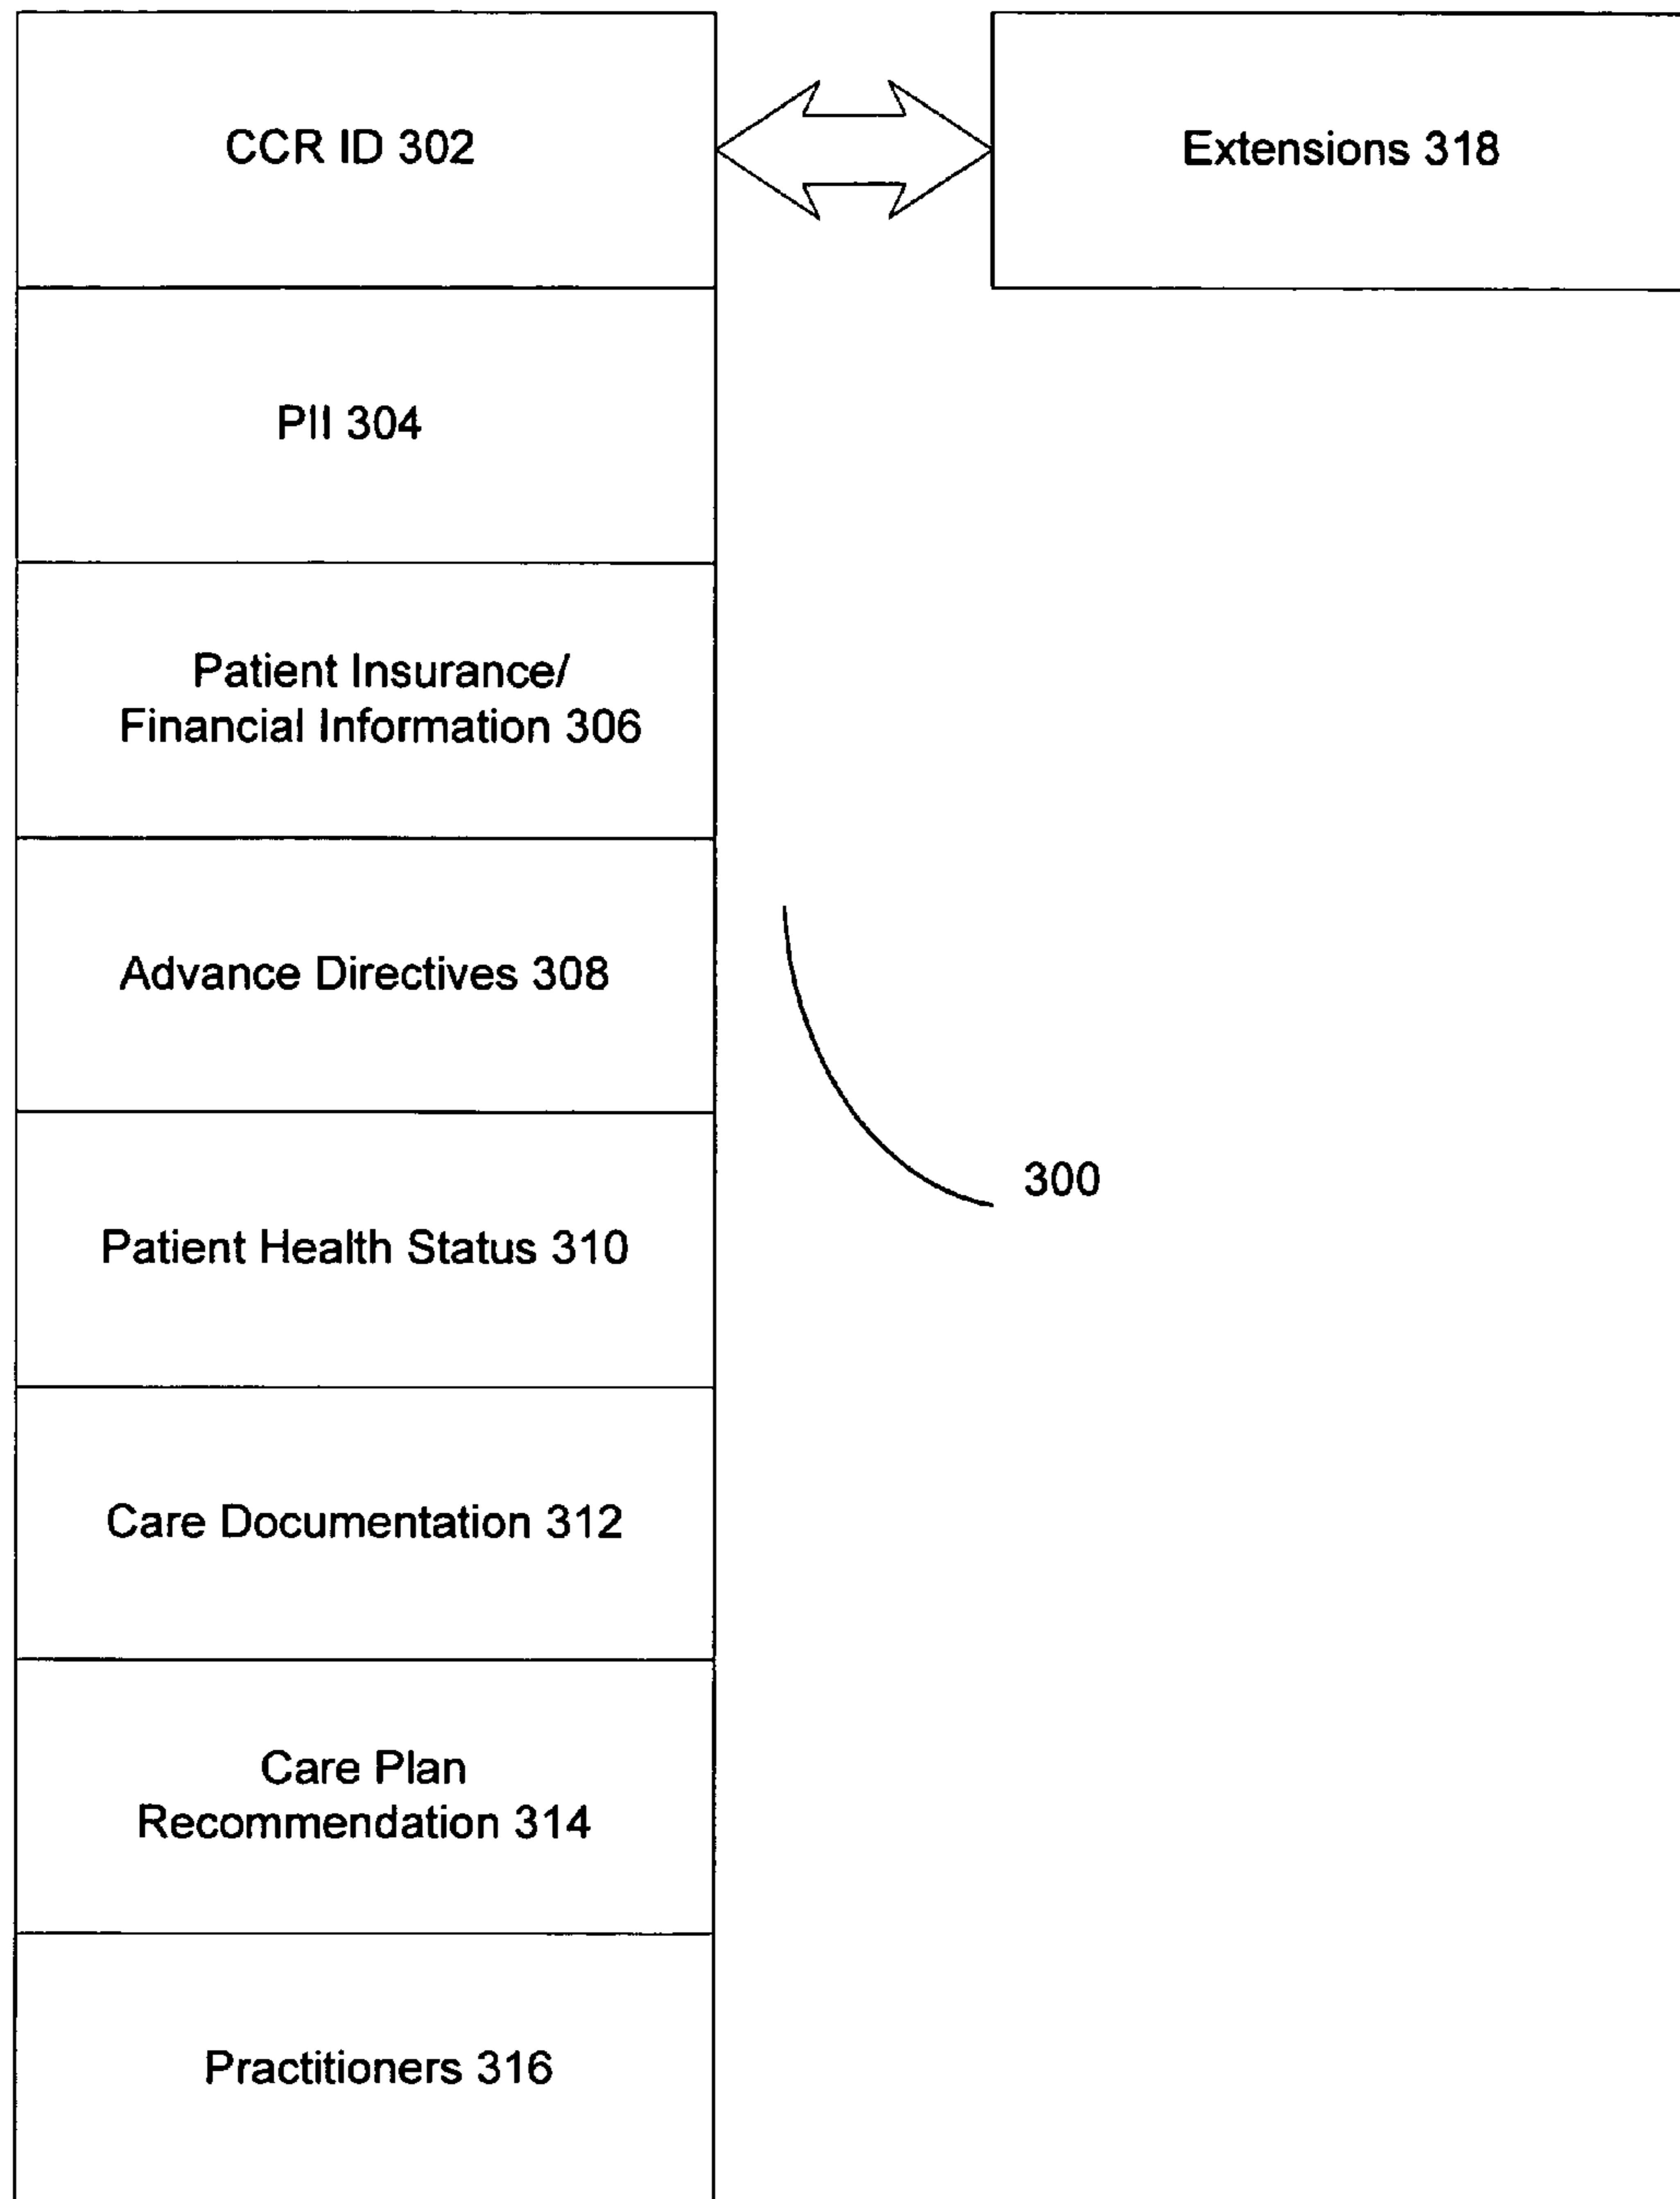 CCR ID 302
Extensions 318
PII 304
Patient Insurance/
Financial Information 306
Advance Directives 308
300
Patient Health Status 310
Care Documentation 312
Care Plan
Recommendation 314
Practitioners 316